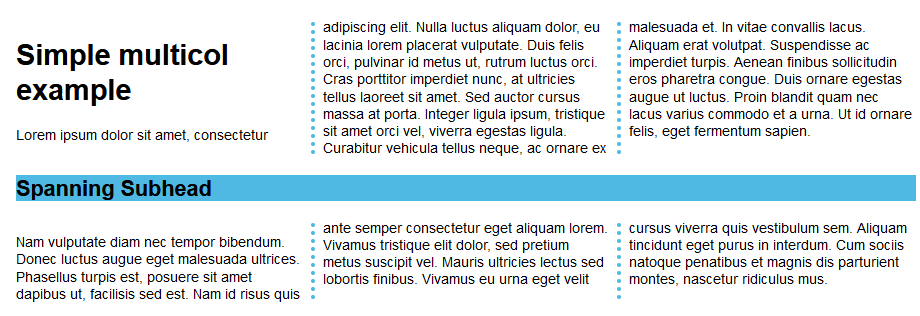 Simple multicol
example
Lorem ipsum dolor sit amet, consectetur
adipiscing elit. Nulla luctus aliquam dolor, eu
lacinia lorem placerat vulputate. Duis felis
orci, pulvinar id metus ut, rutrum luctus orci.
Cras porttitor imperdiet nunc, at ultricies
tellus laoreet sit amet. Sed auctor cursus
massa at porta. Integer ligula ipsum, tristique
sit amet orci vel, viverra egestas ligula.
Curabitur vehicula tellus neque, ac ornare ex
malesuada et. In vitae convallis lacus.
Aliquam erat volutpat. Suspendisse ac
imperdiet turpis. Aenean finibus sollicitudin
eros pharetra congue. Duis ornare egestas
augue ut luctus. Proin blandit quam nec
lacus varius commodo et a urna. Ut id ornare
felis, eget fermentum sapien.
Spanning Subhead
Nam vulputate diam nec tempor bibendum.
Donec luctus augue eget malesuada ultrices.
Phasellus turpis est, posuere sit amet
dapibus ut, facilisis sed est. Nam id risus quis
ante semper consectetur eget aliquam lorem.
Vivamus tristique elit dolor, sed pretium
metus suscipit vel. Mauris ultricies lectus sed
lobortis finibus. Vivamus eu urna eget velit
cursus viverra quis vestibulum sem. Aliquam
tincidunt eget purus in interdum. Cum sociis
natoque penatibus et magnis dis parturient
montes, nascetur ridiculus mus.